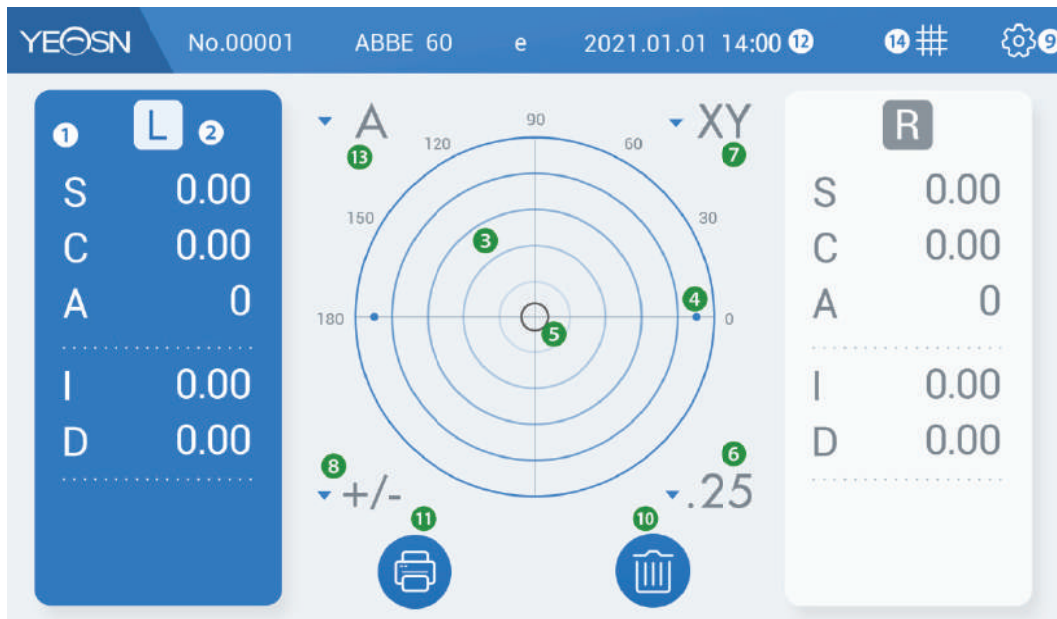 YEOSN No.00001 ABBE 60 e 2021.01.01 14:00 12 14 9
1 L 2
S 0.00
C 0.00
A 0
I 0.00
D 0.00
A
13
XY
7
90
120
60
150
30
3
180
4
0
5
8
+/-
6
.25
11
10
R
S 0.00
C 0.00
A 0
I 0.00
D 0.00